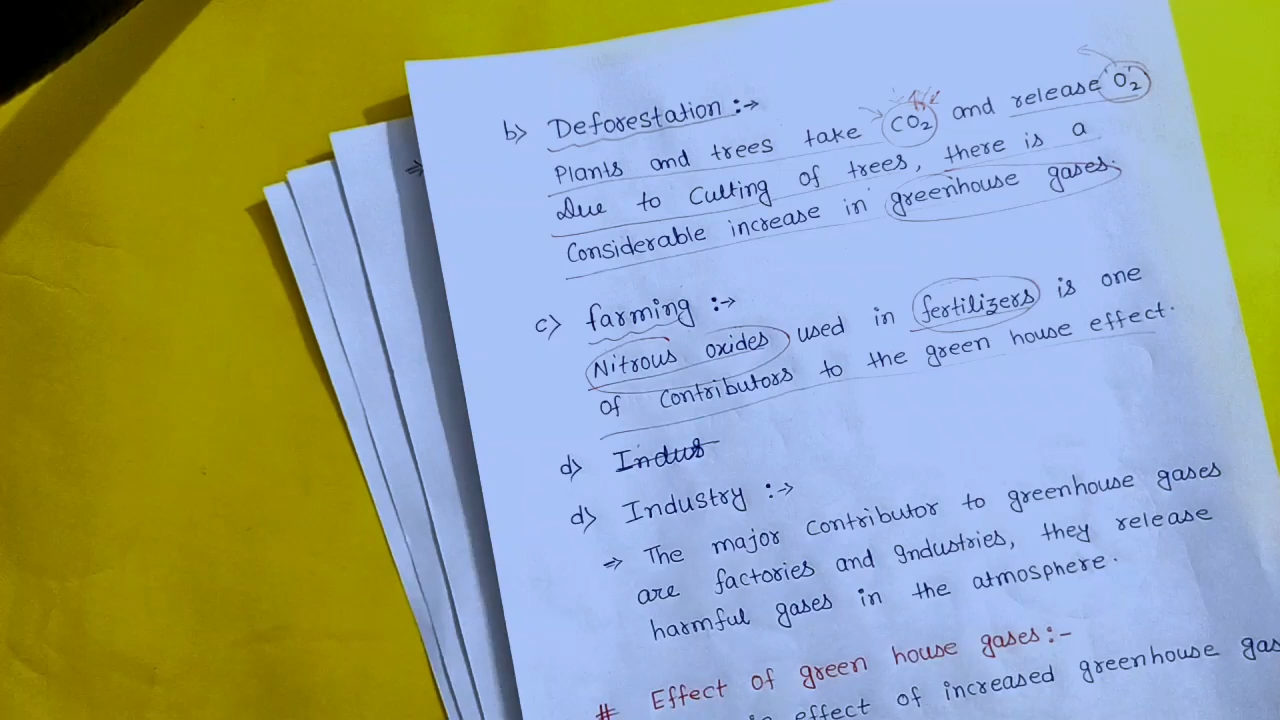 b> Deforestation :→
Plants and trees take CO2 and release O2
Due to Cutting of trees, there is a
Considerable increase in greenhouse gases.
c> farming :→
Nitrous oxides used in fertilizers is one
of contributors to the green house effect.
d> Indus
d> Industry :→
⇒ The major contributor to greenhouse gases
are factories and Industries, they release
harmful gases in the atmosphere.
# Effect of green house gases:-
effect of increased greenhouse gas